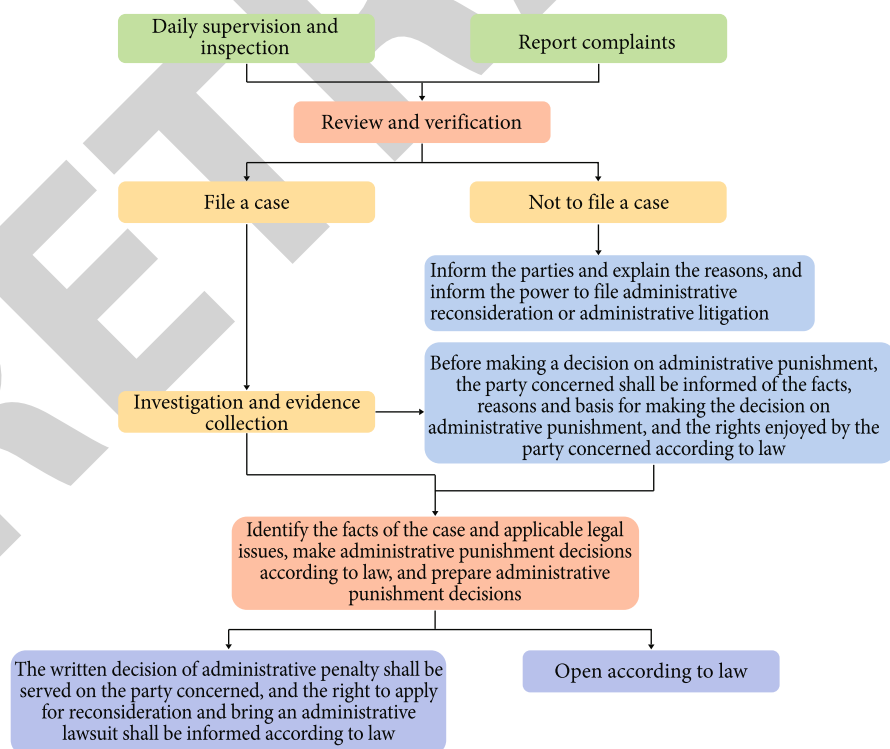 Daily supervision and
inspection
Report complaints
Review and verification
File a case
Not to file a case
Inform the parties and explain the reasons, and
inform the power to file administrative
reconsideration or administrative litigation
Before making a decision on administrative punishment,
the party concerned shall be informed of the facts,
reasons and basis for making the decision on
administrative punishment, and the rights enjoyed by the
party concerned according to law
Investigation and evidence
collection
Identify the facts of the case and applicable legal
issues, make administrative punishment decisions
according to law, and prepare administrative
punishment decisions
The written decision of administrative penalty shall be
served on the party concerned, and the right to apply
for reconsideration and bring an administrative
lawsuit shall be informed according to law
Open according to law